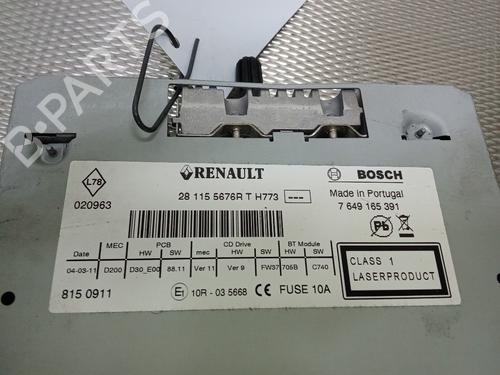 B-PARTS
L78
020963
RENAULT
28 115 5676R T H773 ---
BOSCH
Made in Portugal
7 649 165 391
Pb
MEC PCB CD Drive BT Module
Date HW SW mec HW SW HW SW
04-03-11 D200 D30_E00 88.11 Ver 11 Ver 9 FW37 705B C740
815 0911
E1 10R - 03 5668 CE FUSE 10A
CLASS 1
LASERPRODUCT